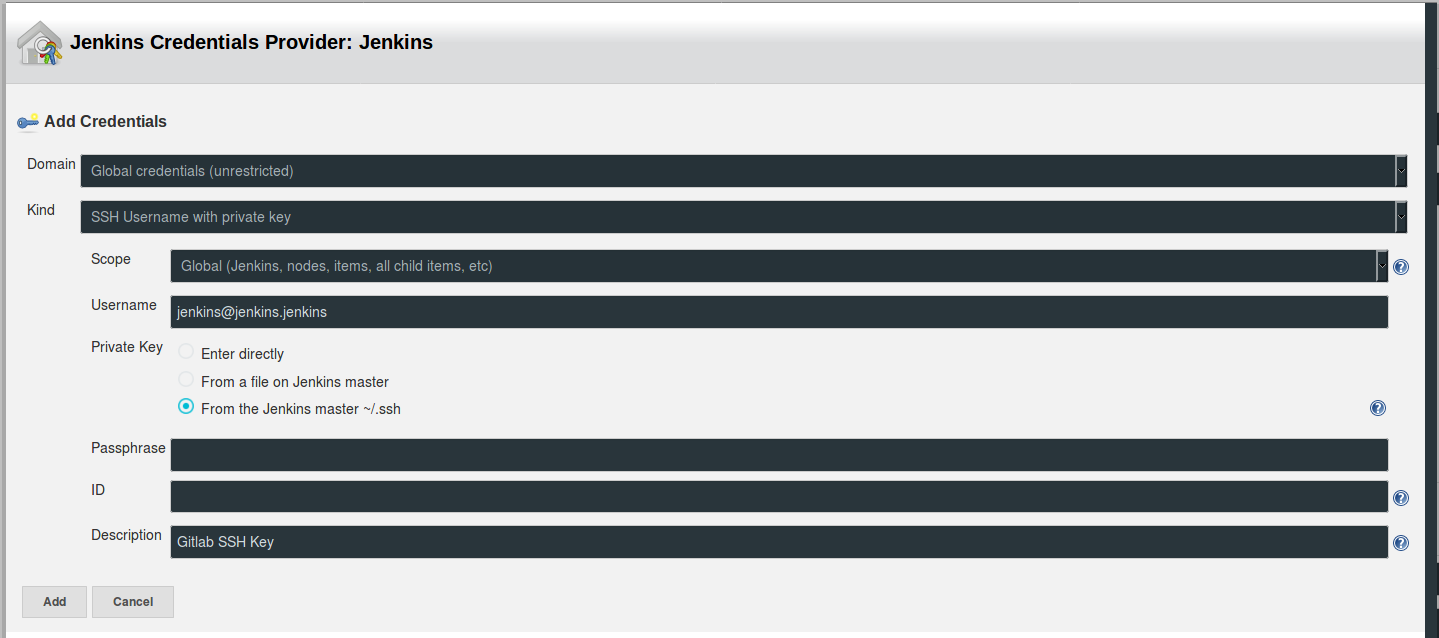 Jenkins Credentials Provider: Jenkins
Add Credentials
Domain
Global credentials (unrestricted)
Kind
SSH Username with private key
Scope
Global (Jenkins, nodes, items, all child items, etc)
Username
jenkins@jenkins.jenkins
Private Key
Enter directly
From a file on Jenkins master
From the Jenkins master ~/.ssh
Passphrase
ID
Description
Gitlab SSH Key
Add
Cancel